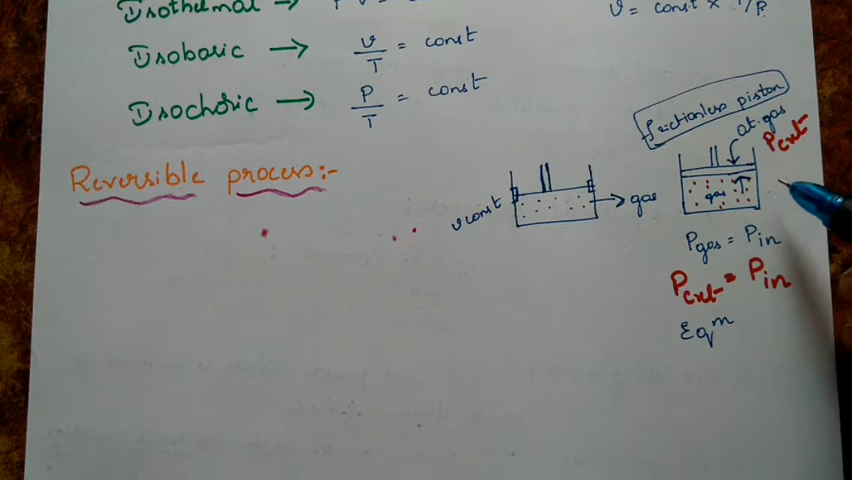 Isothermal →
V = const × 1/P
Isobaric → V/T = const
Isochoric → P/T = const
frictionless piston
at. gas
Pext
Reversible process:-
V const
gas
gas
Pgas = Pin
Pext = Pin
Eqm